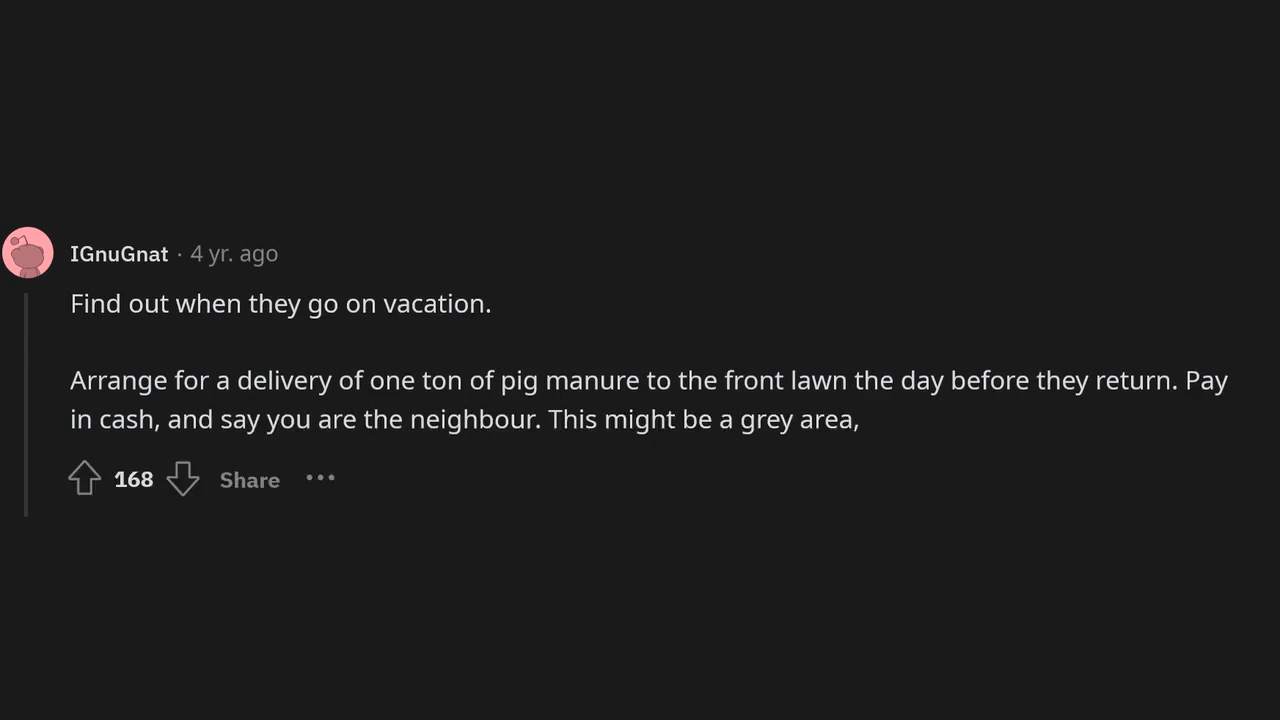 IGnuGnat · 4 yr. ago
Find out when they go on vacation.
Arrange for a delivery of one ton of pig manure to the front lawn the day before they return. Pay
in cash, and say you are the neighbour. This might be a grey area,
168 Share •••